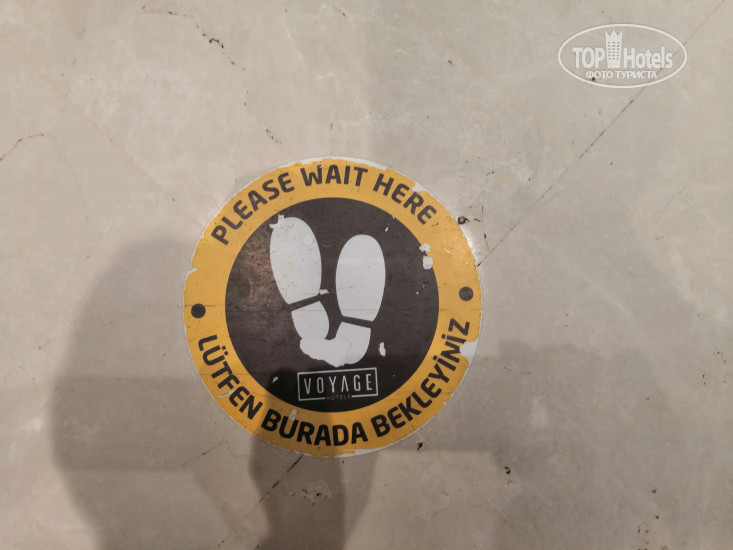 TOP Hotels
ФОТО ТУРИСТА
PLEASE WAIT HERE
VOYAGE
HOTELS
LÜTFEN BURADA BEKLEYİNİZ